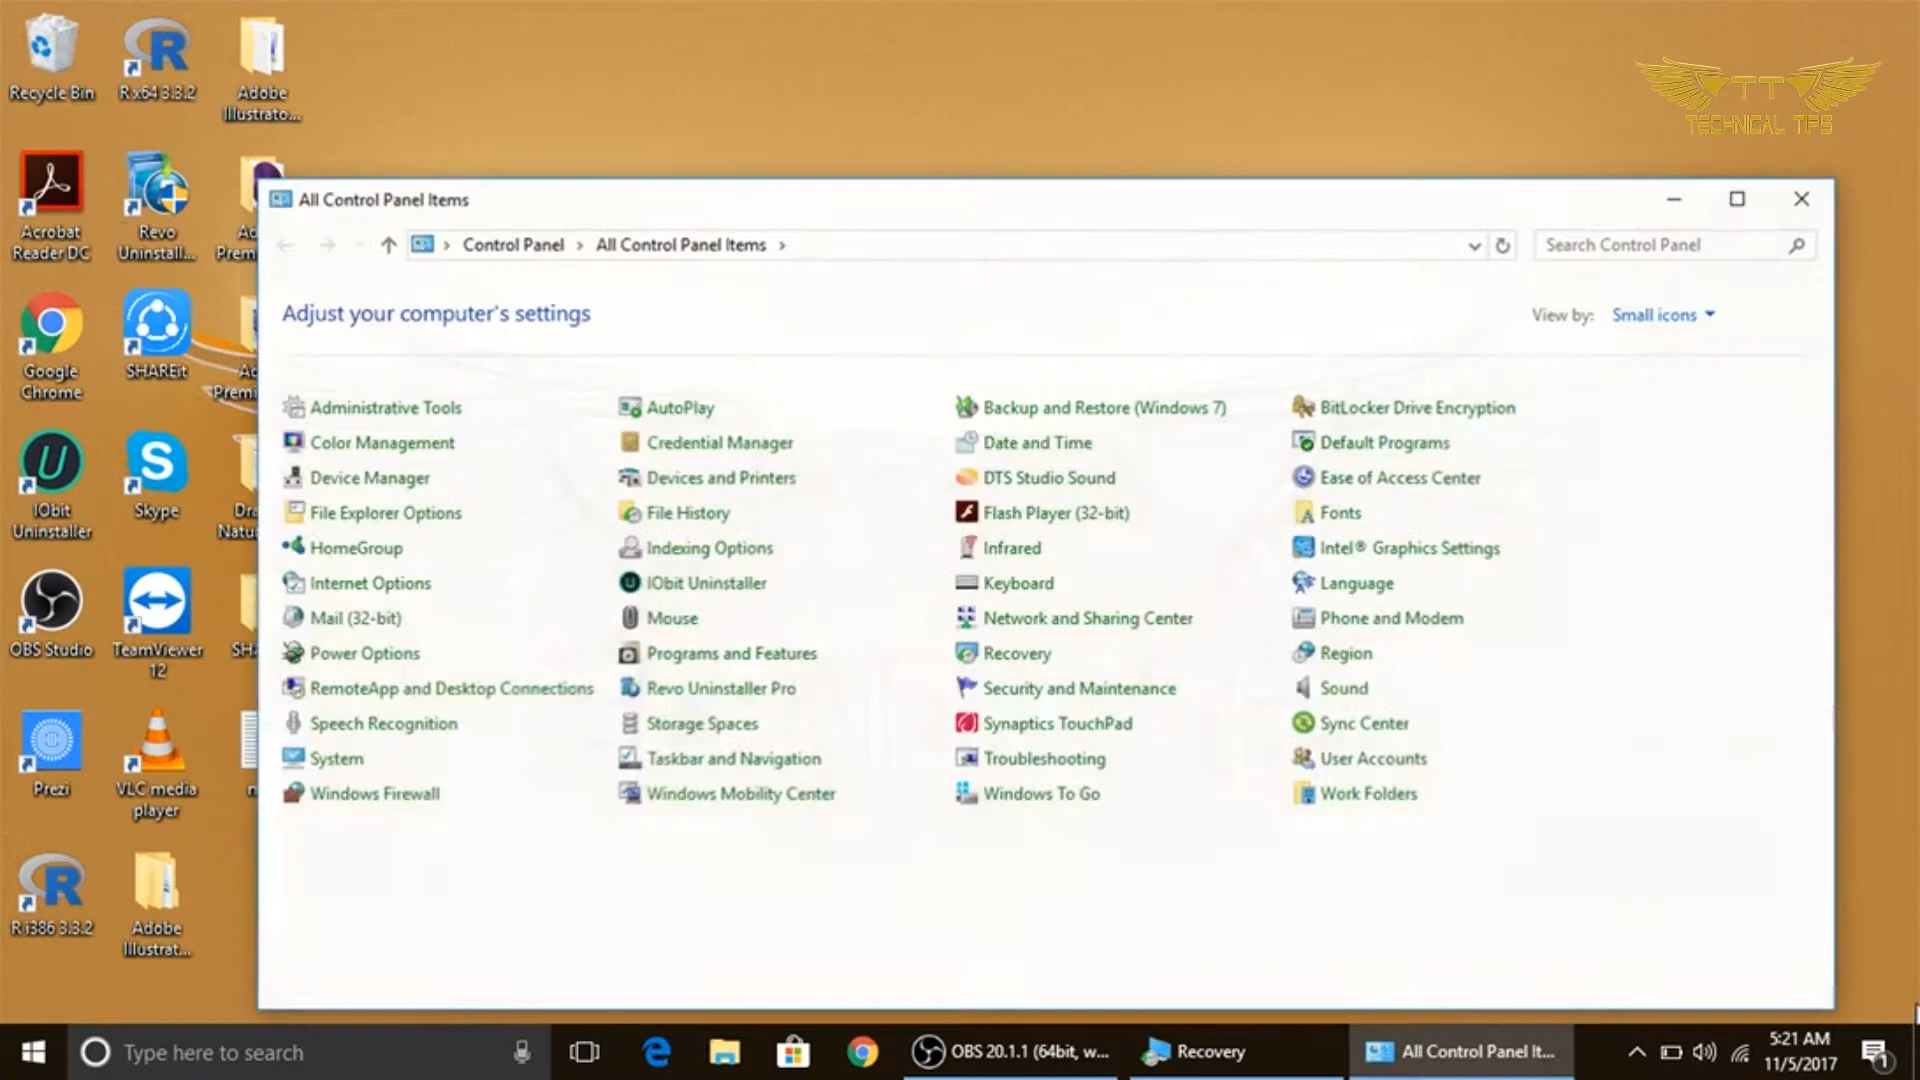 Recycle Bin
R x64 3.3.2
Adobe
Illustrato...
TT
TECHNICAL TIPS
Acrobat
Reader DC
Revo
Uninstall...
Google
Chrome
SHAREit
IObit
Uninstaller
Skype
OBS Studio
TeamViewer
12
Prezi
VLC media
player
R i386 3.3.2
Adobe
Illustrat...
All Control Panel Items
Control Panel > All Control Panel Items >
Search Control Panel
Adjust your computer's settings
View by: Small icons
Administrative Tools
AutoPlay
Backup and Restore (Windows 7)
BitLocker Drive Encryption
Color Management
Credential Manager
Date and Time
Default Programs
Device Manager
Devices and Printers
DTS Studio Sound
Ease of Access Center
File Explorer Options
File History
Flash Player (32-bit)
Fonts
HomeGroup
Indexing Options
Infrared
Intel® Graphics Settings
Internet Options
IObit Uninstaller
Keyboard
Language
Mail (32-bit)
Mouse
Network and Sharing Center
Phone and Modem
Power Options
Programs and Features
Recovery
Region
RemoteApp and Desktop Connections
Revo Uninstaller Pro
Security and Maintenance
Sound
Speech Recognition
Storage Spaces
Synaptics TouchPad
Sync Center
System
Taskbar and Navigation
Troubleshooting
User Accounts
Windows Firewall
Windows Mobility Center
Windows To Go
Work Folders
Type here to search
OBS 20.1.1 (64bit, w...
Recovery
All Control Panel It...
5:21 AM
11/5/2017
1